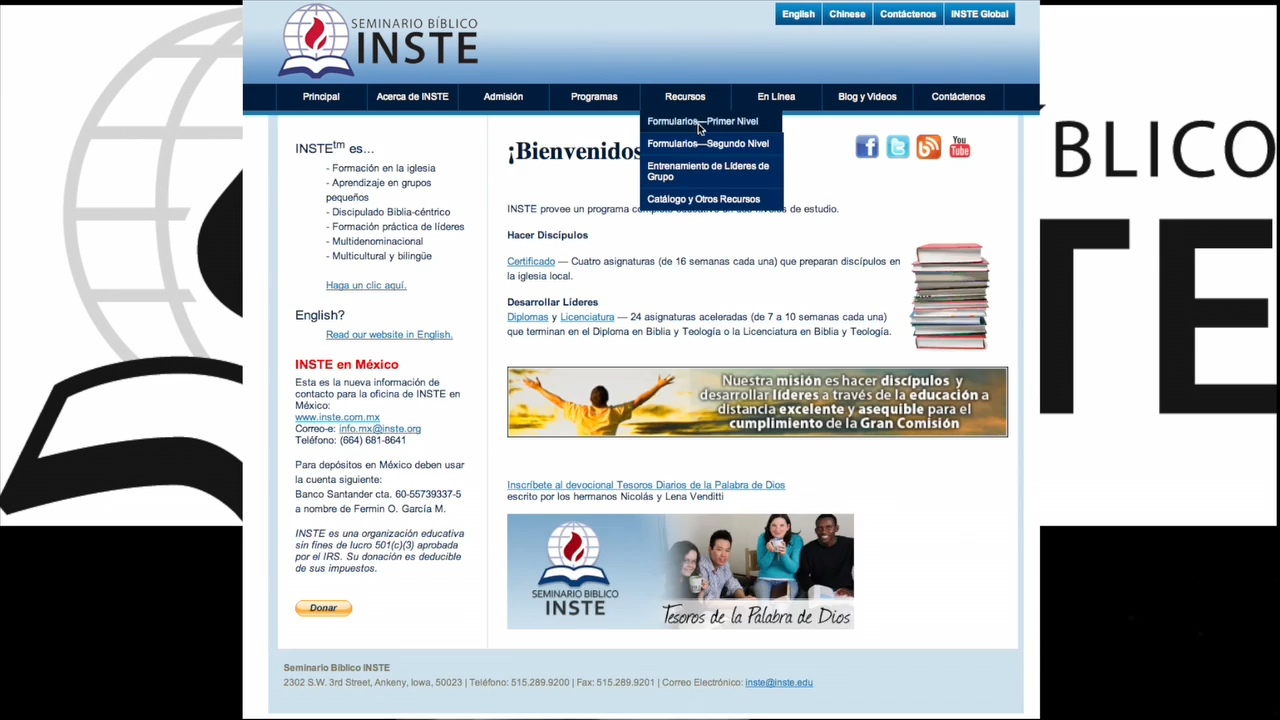 SEMINARIO BÍBLICO
INSTE
English
Chinese
Contáctenos
INSTE Global
Principal
Acerca de INSTE
Admisión
Programas
Recursos
En Línea
Blog y Videos
Contáctenos
Formularios—Primer Nivel
Formularios—Segundo Nivel
Entrenamiento de Líderes de
Grupo
Catálogo y Otros Recursos
INSTEtm es...
- Formación en la iglesia
- Aprendizaje en grupos
pequeños
- Discipulado Biblia-céntrico
- Formación práctica de líderes
- Multidenominacional
- Multicultural y bilingüe
Haga un clic aquí.
English?
Read our website in English.
INSTE en México
Esta es la nueva información de
contacto para la oficina de INSTE en
México:
www.inste.com.mx
Correo-e: info.mx@inste.org
Teléfono: (664) 681-8641
Para depósitos en México deben usar
la cuenta siguiente:
Banco Santander cta. 60-55739337-5
a nombre de Fermin O. García M.
INSTE es una organización educativa
sin fines de lucro 501(c)(3) aprobada
por el IRS. Su donación es deducible
de sus impuestos.
Donar
¡Bienvenidos
You
Tube
INSTE provee un programa de estudio.
Hacer Discípulos
Certificado — Cuatro asignaturas (de 16 semanas cada una) que preparan discípulos en
la iglesia local.
Desarrollar Líderes
Diplomas y Licenciatura — 24 asignaturas aceleradas (de 7 a 10 semanas cada una)
que terminan en el Diploma en Biblia y Teología o la Licenciatura en Biblia y Teología.
Nuestra misión es hacer discípulos y
desarrollar líderes a través de la educación a
distancia excelente y asequible para el
cumplimiento de la Gran Comisión
Inscríbete al devocional Tesoros Diarios de la Palabra de Dios
escrito por los hermanos Nicolás y Lena Venditti
SEMINARIO BÍBLICO
INSTE
Tesoros de la Palabra de Dios
Seminario Bíblico INSTE
2302 S.W. 3rd Street, Ankeny, Iowa, 50023 | Teléfono: 515.289.9200 | Fax: 515.289.9201 | Correo Electrónico: inste@inste.edu
BLICO
TE